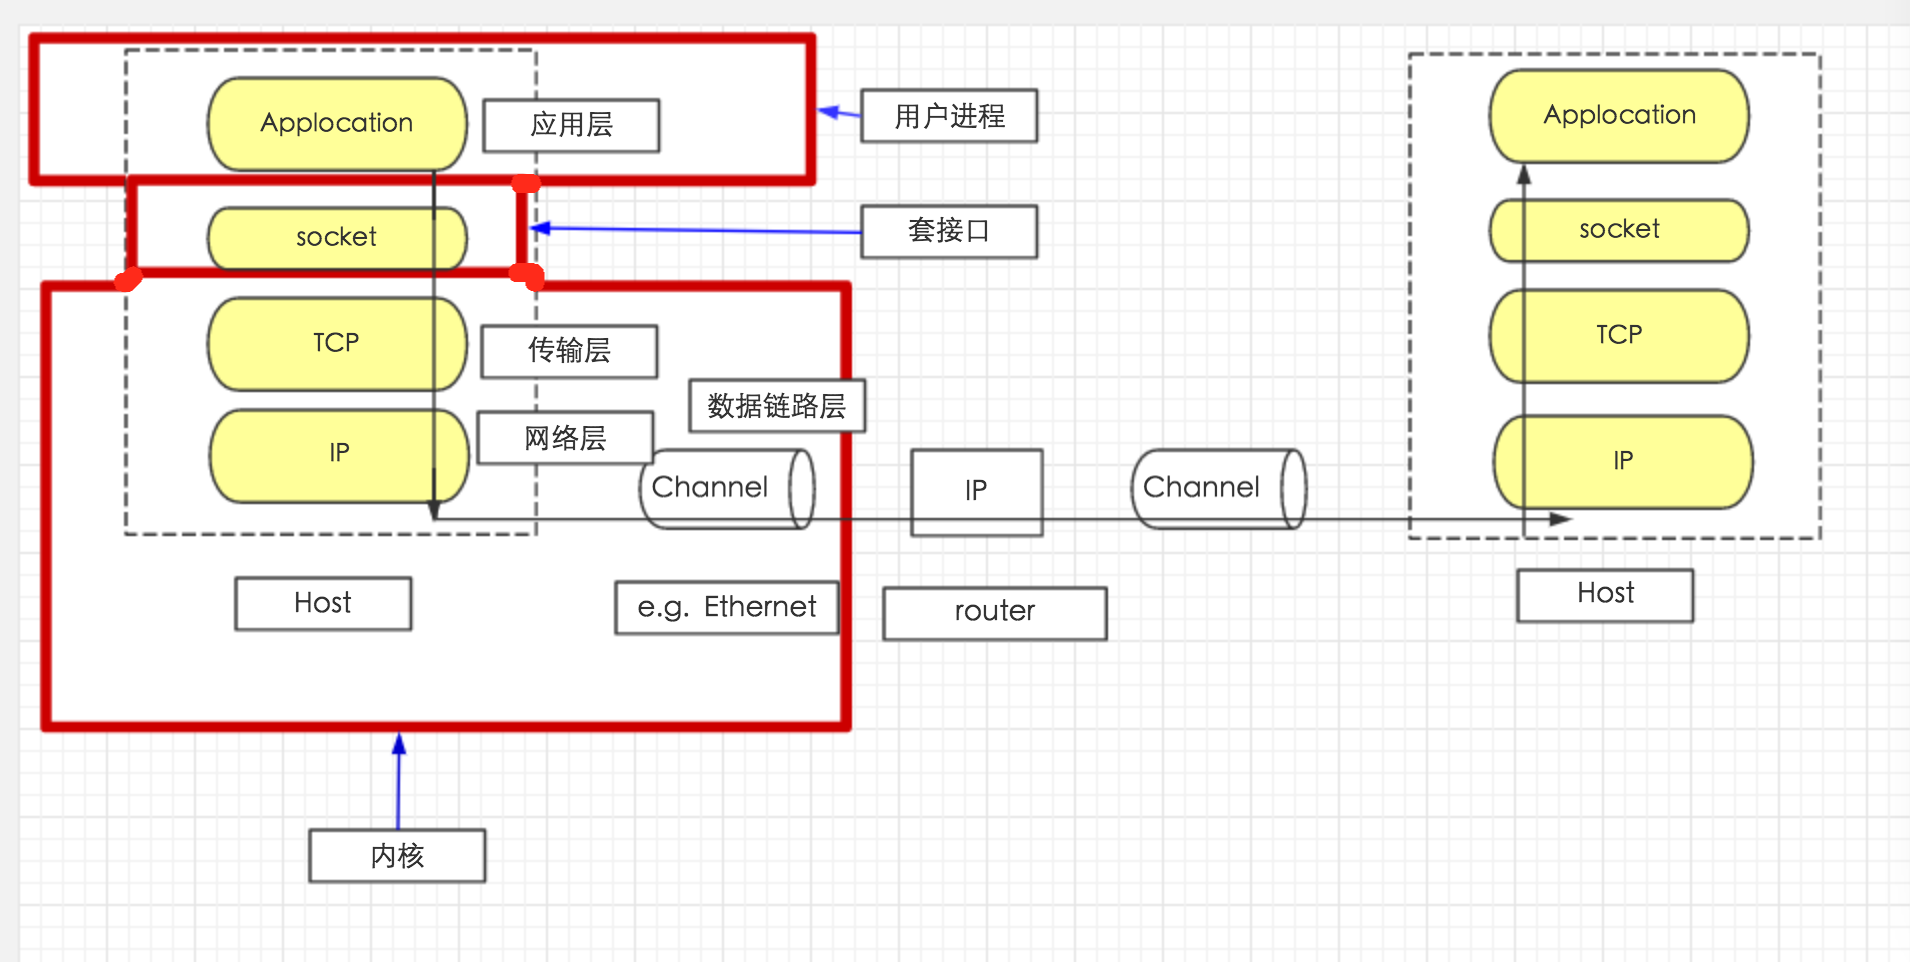 Applocation
应用层
用户进程
Applocation
socket
套接口
socket
TCP
传输层
TCP
数据链路层
IP
网络层
Channel
IP
Channel
IP
Host
e.g. Ethernet
router
Host
内核